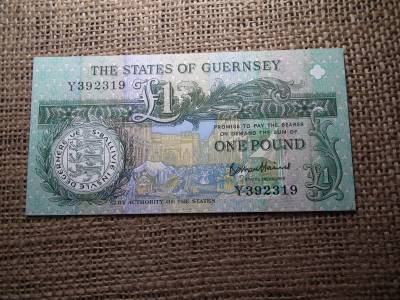 THE STATES OF GUERNSEY
Y392319
£1
PROMISE TO PAY THE BEARER
ON DEMAND THE SUM OF
ONE POUND
Y392319
£1
BY AUTHORITY OF THE STATES